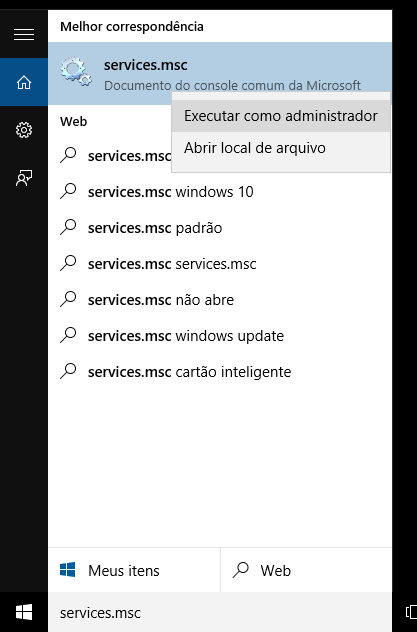 Melhor correspondência
services.msc
Documento do console comum da Microsoft
Executar como administrador
Web
Abrir local de arquivo
services.msc
services.msc windows 10
services.msc padrão
services.msc services.msc
services.msc não abre
services.msc windows update
services.msc cartão inteligente
Meus itens
Web
services.msc